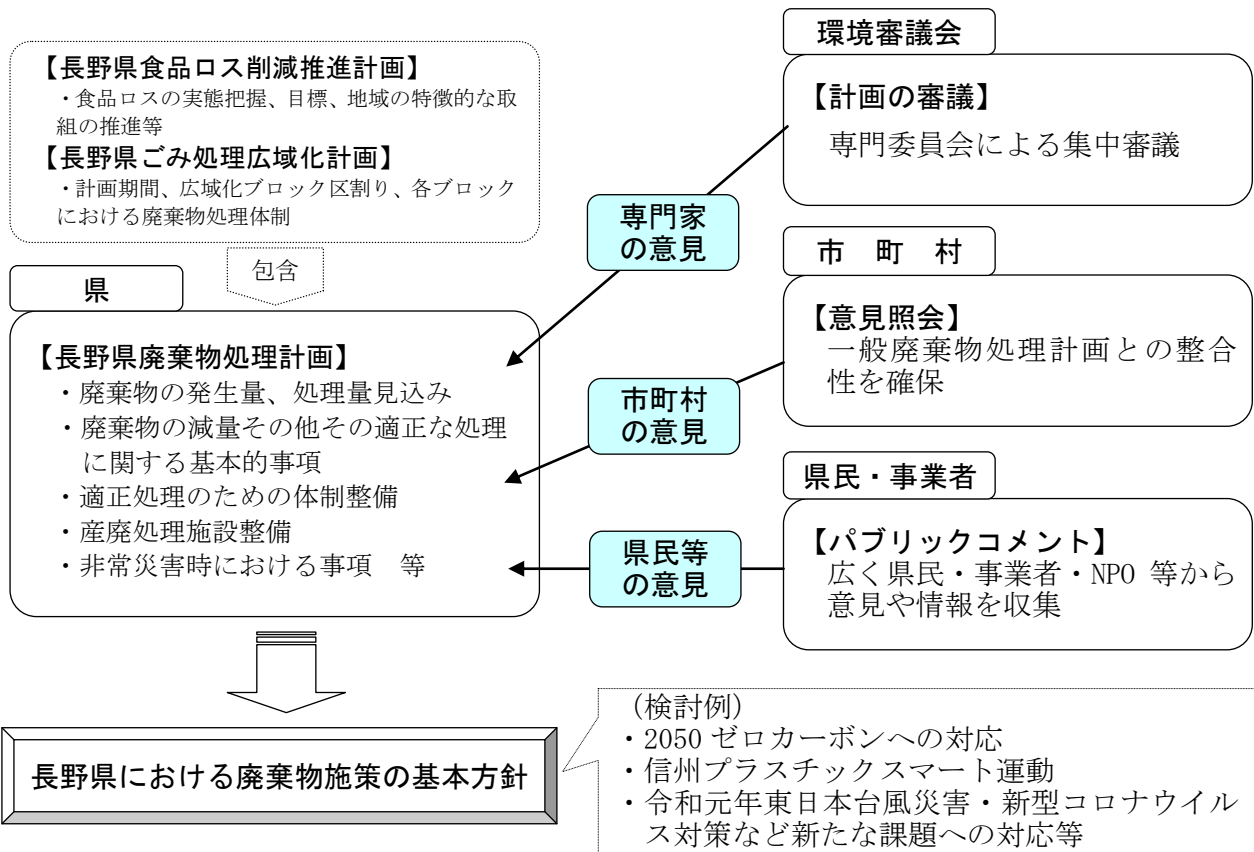 【長野県食品ロス削減推進計画】
・食品ロスの実態把握、目標、地域の特徴的な取
組の推進等
【長野県ごみ処理広域化計画】
・計画期間、広域化ブロック区割り、各ブロック
における廃棄物処理体制
包含
県
【長野県廃棄物処理計画】
・廃棄物の発生量、処理量見込み
・廃棄物の減量その他その適正な処理
に関する基本的事項
・適正処理のための体制整備
・産廃処理施設整備
・非常災害時における事項　等
専門家
の意見
市町村
の意見
県民等
の意見
環境審議会
【計画の審議】
専門委員会による集中審議
市　町　村
【意見照会】
一般廃棄物処理計画との整合
性を確保
県民・事業者
【パブリックコメント】
広く県民・事業者・NPO 等から
意見や情報を収集
長野県における廃棄物施策の基本方針
（検討例）
・2050 ゼロカーボンへの対応
・信州プラスチックスマート運動
・令和元年東日本台風災害・新型コロナウイル
ス対策など新たな課題への対応等